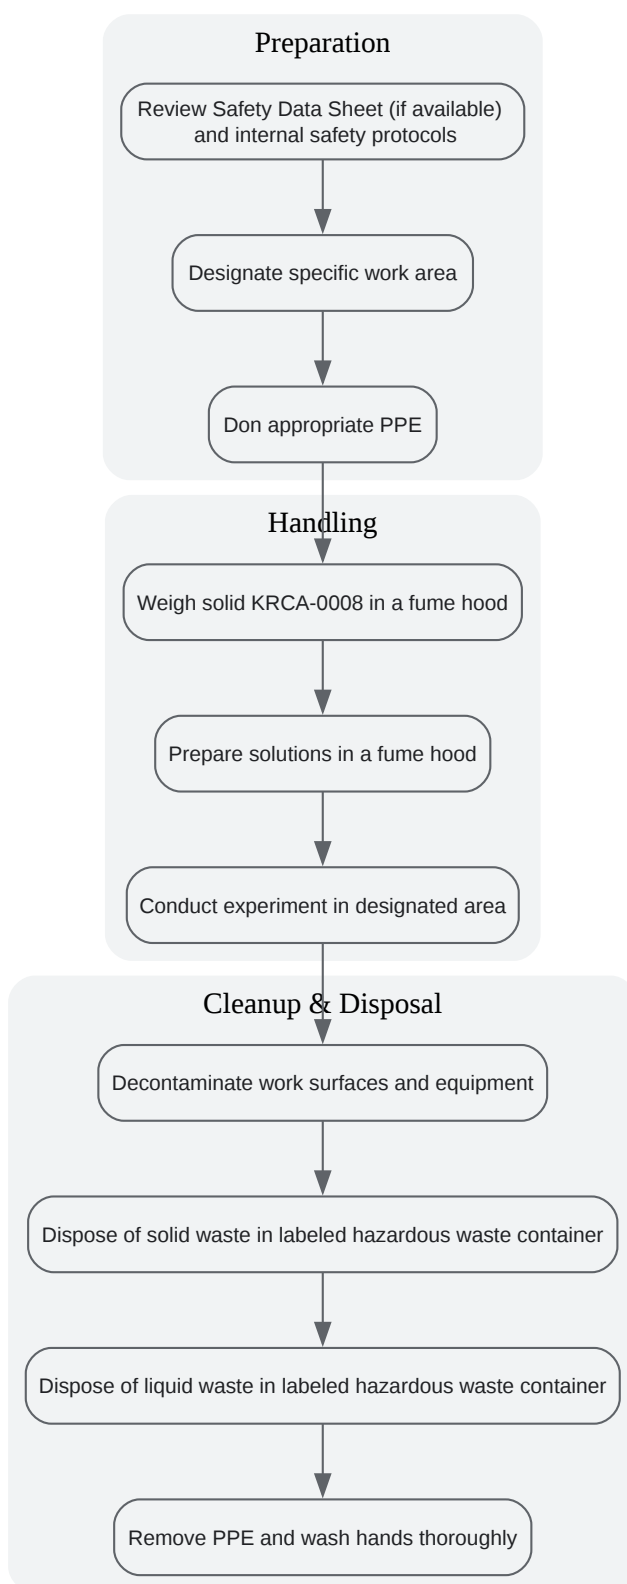 Preparation
Review Safety Data Sheet (if available)
and internal safety protocols
Designate specific work area
Don appropriate PPE
Handling
Weigh solid KRCA-0008 in a fume hood
Prepare solutions in a fume hood
Conduct experiment in designated area
Cleanup & Disposal
Decontaminate work surfaces and equipment
Dispose of solid waste in labeled hazardous waste container
Dispose of liquid waste in labeled hazardous waste container
Remove PPE and wash hands thoroughly